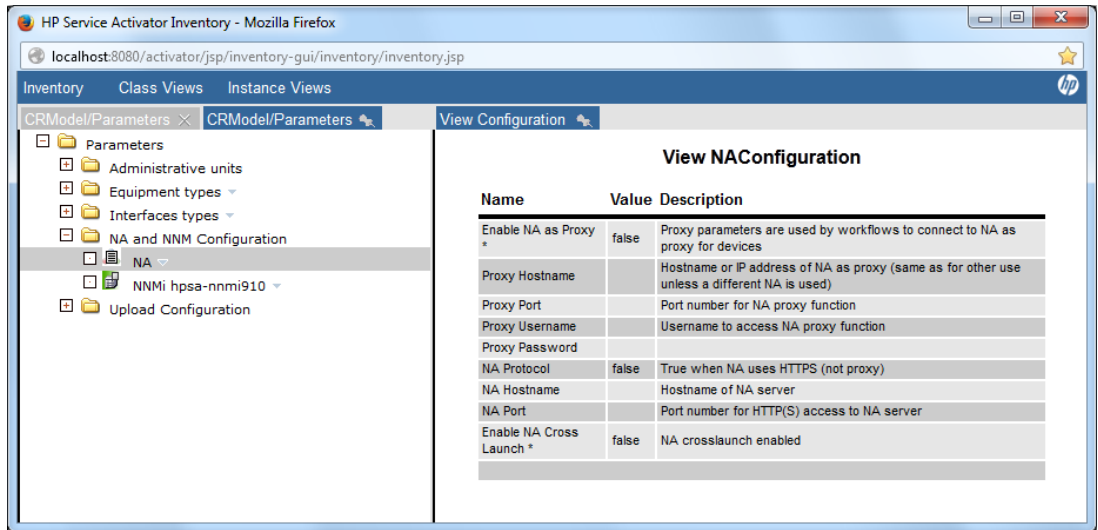 HP Service Activator Inventory - Mozilla Firefox
localhost:8080/activator/jsp/inventory-gui/inventory/inventory.jsp
Inventory Class Views Instance Views
hp
CRModel/Parameters CRModel/Parameters
Parameters
Administrative units
Equipment types
Interfaces types
NA and NNM Configuration
NA
NNMi hpsa-nnmi910
Upload Configuration
View Configuration
View NAConfiguration
Name Value Description
Enable NA as Proxy
*
false
Proxy parameters are used by workflows to connect to NA as
proxy for devices
Proxy Hostname
Hostname or IP address of NA as proxy (same as for other use
unless a different NA is used)
Proxy Port Port number for NA proxy function
Proxy Username Username to access NA proxy function
Proxy Password
NA Protocol false True when NA uses HTTPS (not proxy)
NA Hostname Hostname of NA server
NA Port Port number for HTTP(S) access to NA server
Enable NA Cross
Launch *
false NA crosslaunch enabled